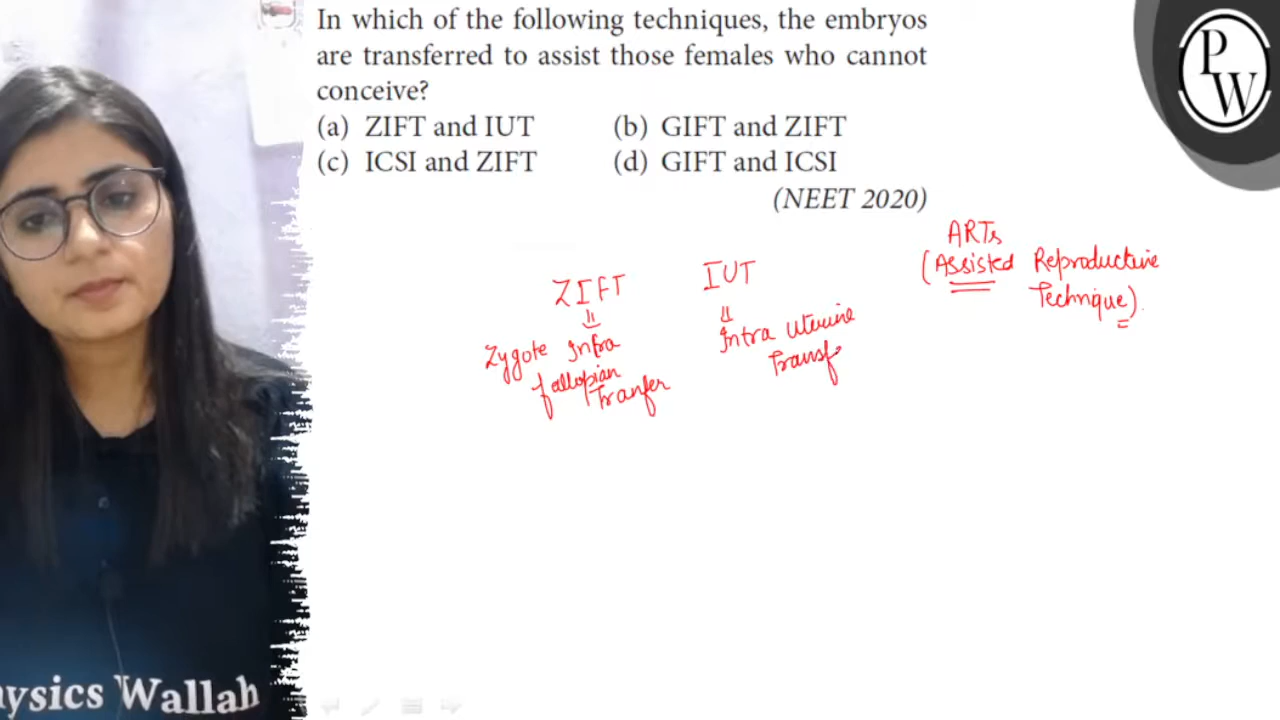 In which of the following techniques, the embryos
are transferred to assist those females who cannot
conceive?
(a) ZIFT and IUT (b) GIFT and ZIFT
(c) ICSI and ZIFT (d) GIFT and ICSI
(NEET 2020)
PW
ARTs
(Assisted Reproductive
Technique)
ZIFT
Zygote Intra
fallopian
Tranfer
IUT
Intra Uterine
Transf
hysics Wallah